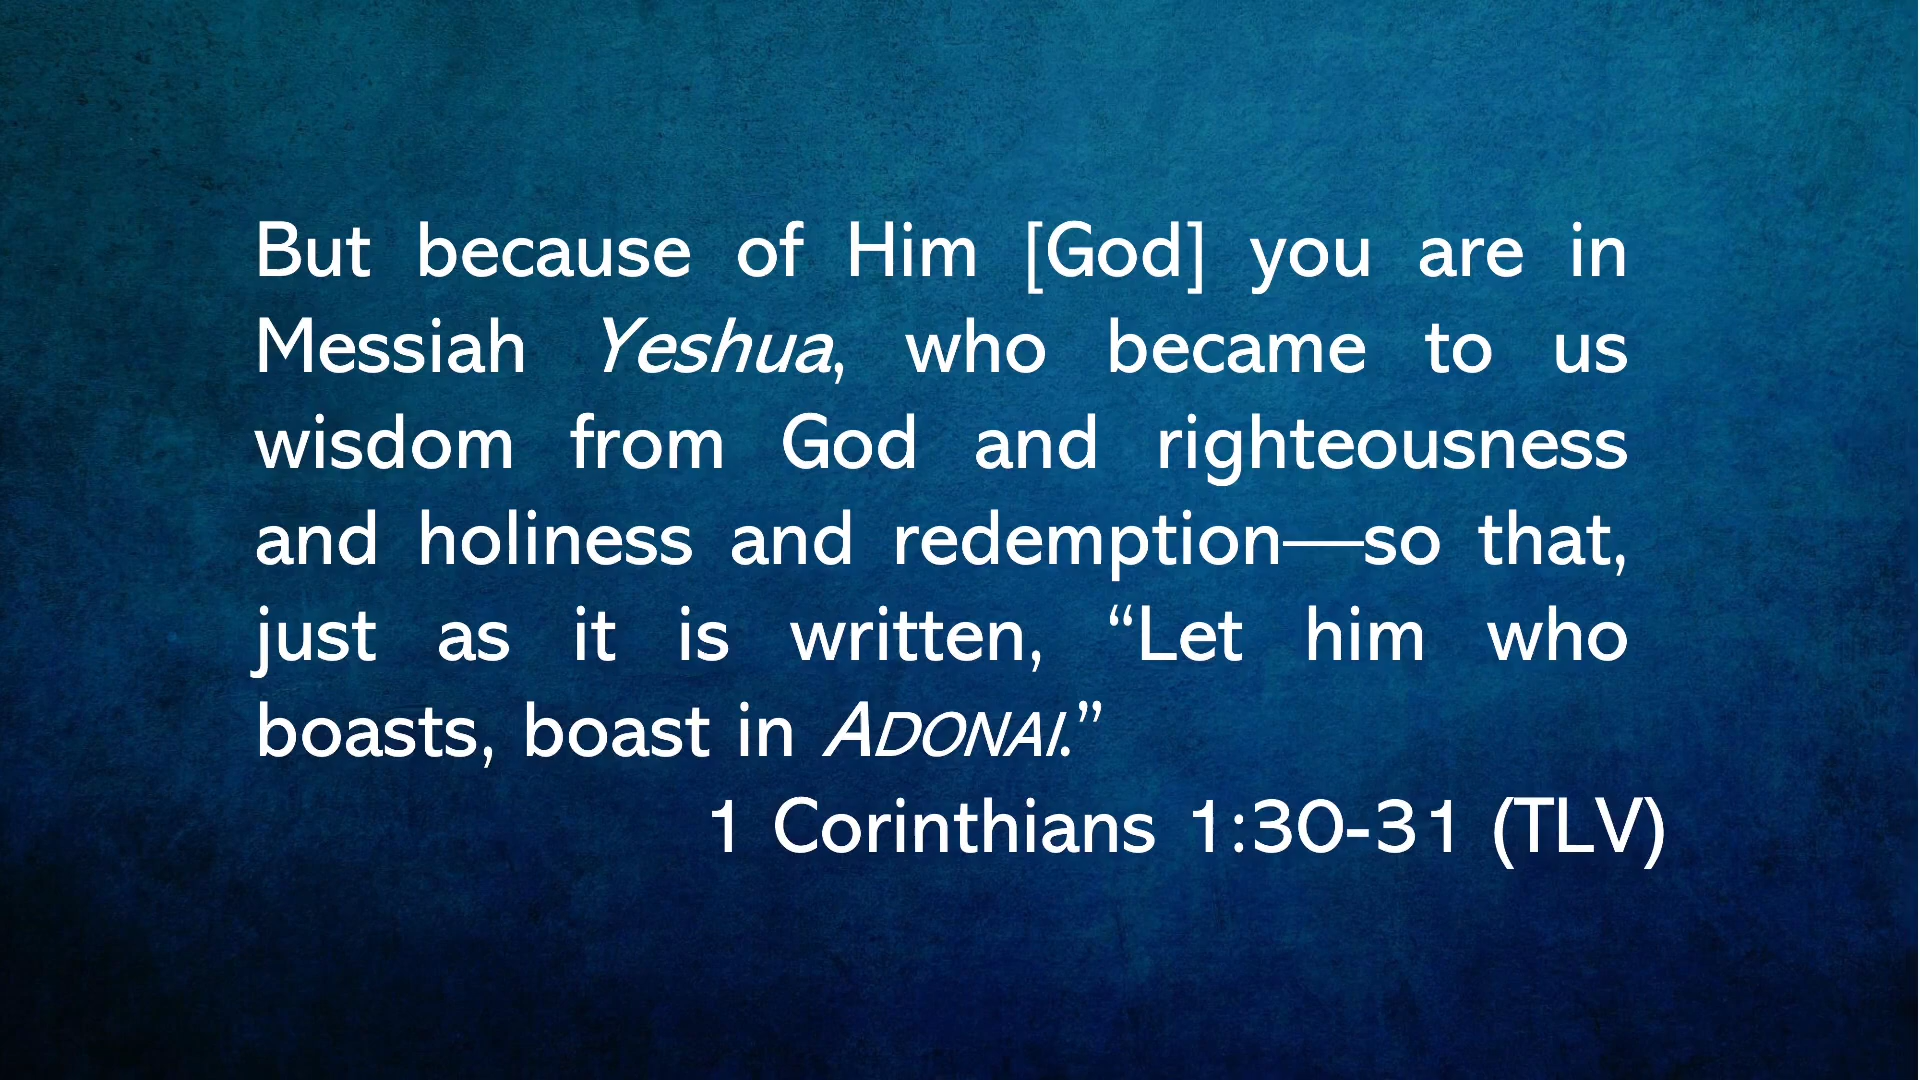 But because of Him [God] you are in
Messiah Yeshua, who became to us
wisdom from God and righteousness
and holiness and redemption—so that,
just as it is written, “Let him who
boasts, boast in ADONAI.”
1 Corinthians 1:30-31 (TLV)